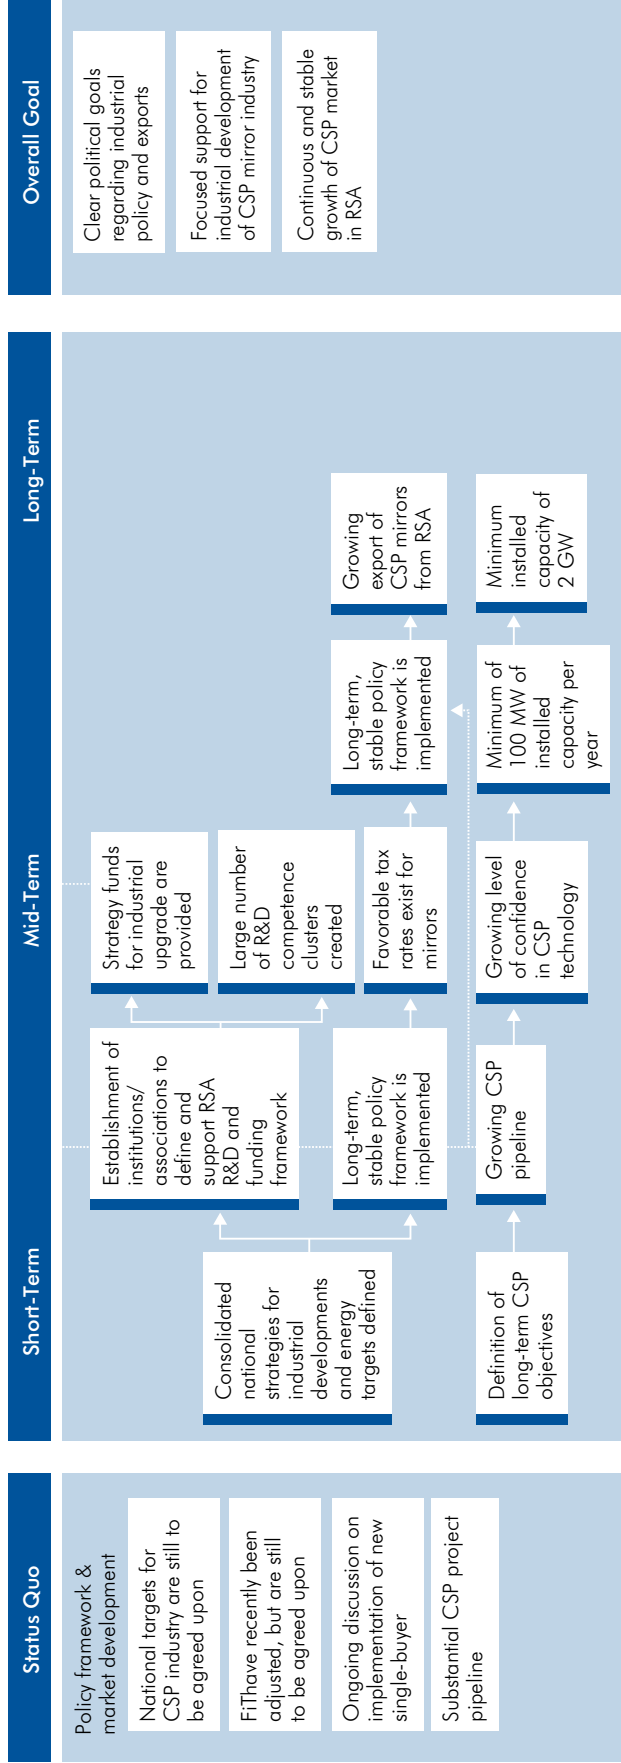 Status Quo
Policy framework &
market development
National targets for
CSP industry are still to
be agreed upon
FiThave recently been
adjusted, but are still
to be agreed upon
Ongoing discussion on
implementation of new
single-buyer
Substantial CSP project
pipeline
Short-Term
Mid-Term
Long-Term
Consolidated
national
strategies for
industrial
developments
and energy
targets defined
Definition of
long-term CSP
objectives
Establishment of
institutions/
associations to
define and
support RSA
R&D and
funding
framework
Long-term,
stable policy
framework is
implemented
Growing CSP
pipeline
Strategy funds
for industrial
upgrade are
provided
Large number
of R&D
competence
clusters
created
Favorable tax
rates exist for
mirrors
Growing level
of confidence
in CSP
technology
Long-term,
stable policy
framework is
implemented
Minimum of
100 MW of
installed
capacity per
year
Growing
export of
CSP mirrors
from RSA
Minimum
installed
capacity of
2 GW
Overall Goal
Clear political goals
regarding industrial
policy and exports
Focused support for
industrial development
of CSP mirror industry
Continuous and stable
growth of CSP market
in RSA